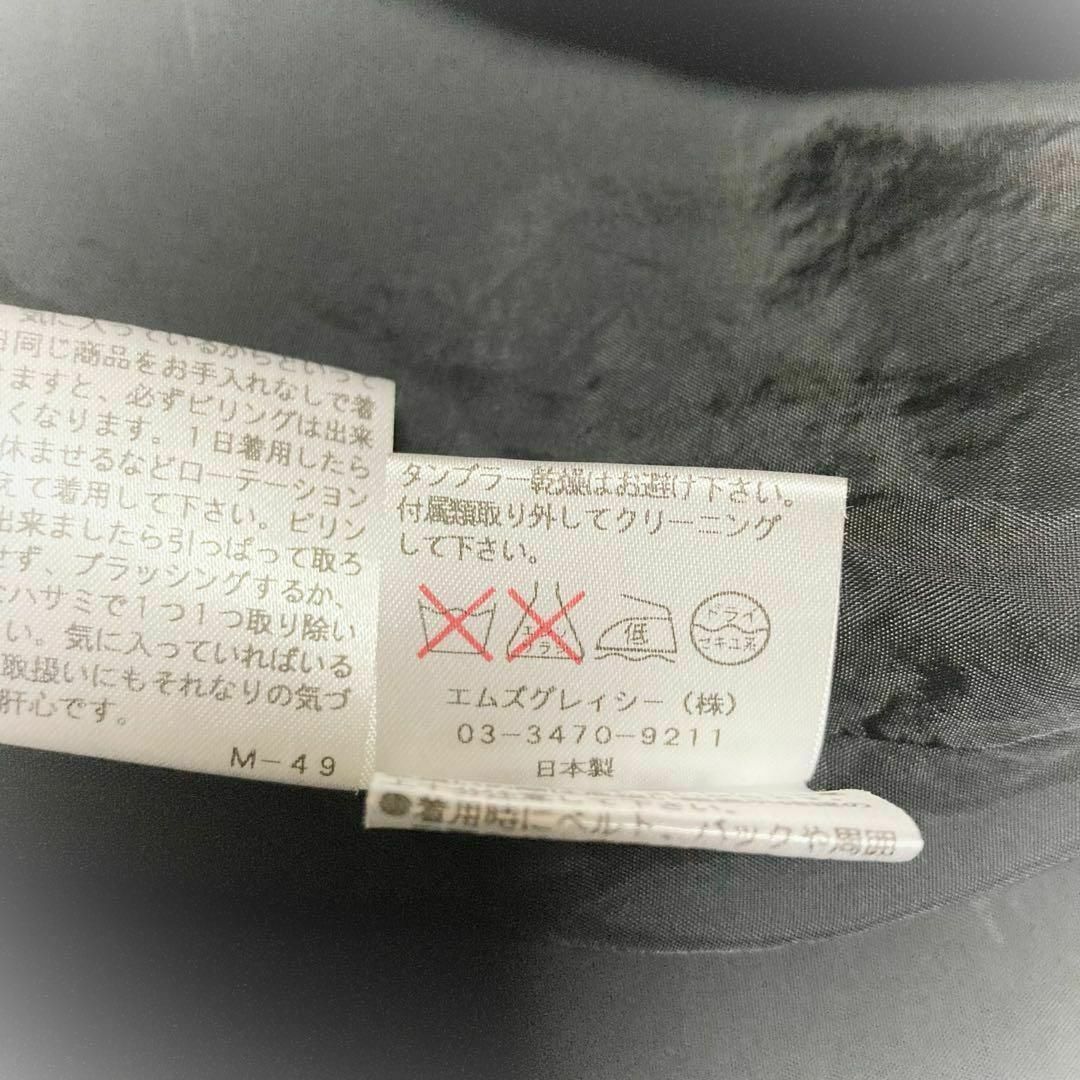 気に入っているからといって
日同じ商品をお手入れなしで着
ますと、必ずピリングは出来
くなります。1日着用したら
休ませるなどローテーション
えて着用して下さい。ピリン
出来ましたら引っぱって取ろ
せず、ブラッシングするか、
ハサミで1つ1つ取り除い
い。気に入っていればいる
取扱いにもそれなりの気づ
肝心です。
M-49
タンブラー乾燥はお避け下さい。
付属類取り外してクリーニング
して下さい。
エンソ
サラシ
低
ドライ
セキユ系
エムズグレイシー(株)
03-3470-9211
日本製
着用時にベルト、バックや周囲